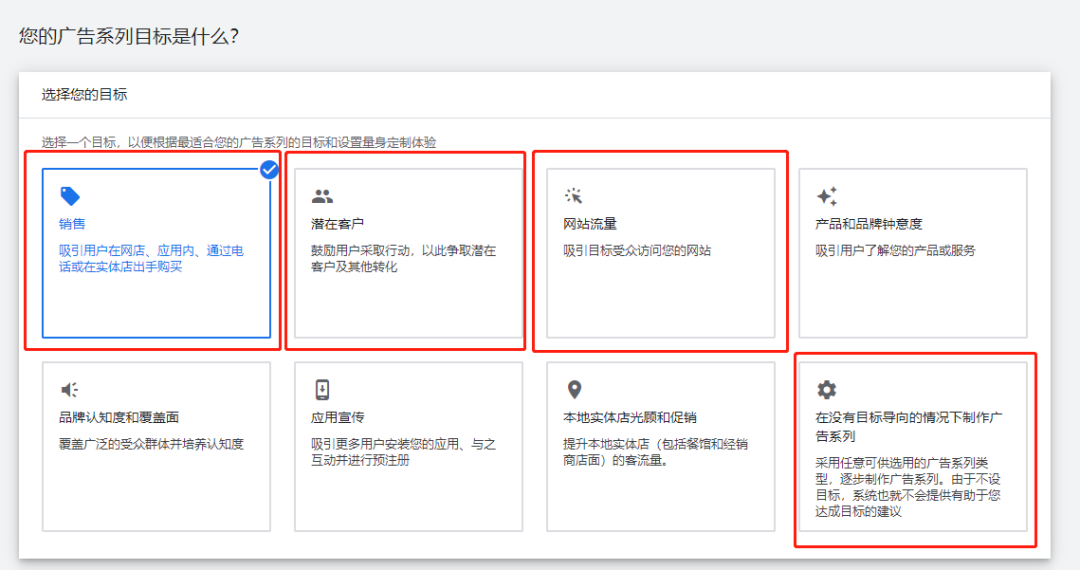 您的广告系列目标是什么?
选择您的目标
选择一个目标，以便根据最适合您的广告系列的目标和设置量身定制体验
销售
吸引用户在网店、应用内、通过电
话或在实体店出手购买
潜在客户
鼓励用户采取行动，以此争取潜在
客户及其他转化
网站流量
吸引目标受众访问您的网站
产品和品牌钟意度
吸引用户了解您的产品或服务
品牌认知度和覆盖面
覆盖广泛的受众群体并培养认知度
应用宣传
吸引更多用户安装您的应用、与之
互动并进行预注册
本地实体店光顾和促销
提升本地实体店（包括餐馆和经销
商店面）的客流量。
在没有目标导向的情况下制作广
告系列
采用任意可供选用的广告系列类
型，逐步制作广告系列。由于不设
目标，系统也就不会提供有助于您
达成目标的建议